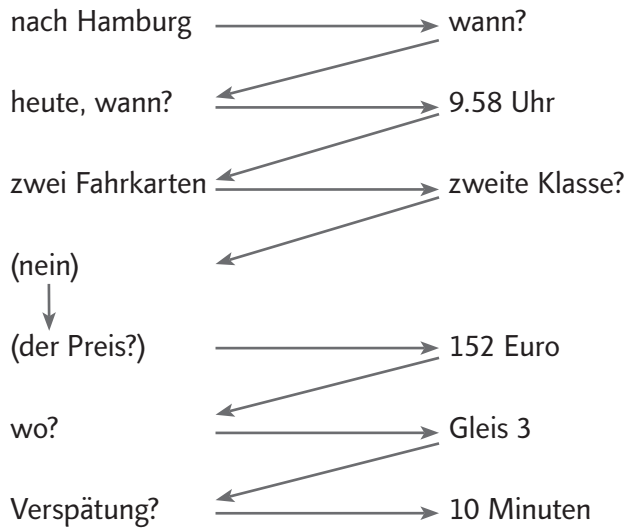 nach Hamburg wann?
heute, wann? 9.58 Uhr
zwei Fahrkarten zweite Klasse?
(nein)
(der Preis?) 152 Euro
wo? Gleis 3
Verspätung? 10 Minuten